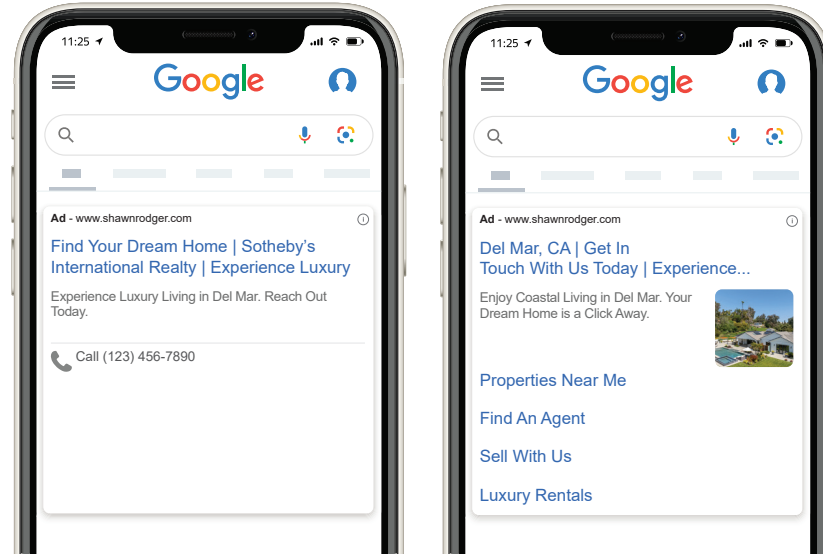 11:25
Google
Ad - www.shawnrodger.com
Find Your Dream Home | Sotheby's
International Realty | Experience Luxury
Experience Luxury Living in Del Mar. Reach Out
Today.
Call (123) 456-7890
11:25
Google
Ad - www.shawnrodger.com
Del Mar, CA | Get In
Touch With Us Today | Experience...
Enjoy Coastal Living in Del Mar. Your
Dream Home is a Click Away.
Properties Near Me
Find An Agent
Sell With Us
Luxury Rentals